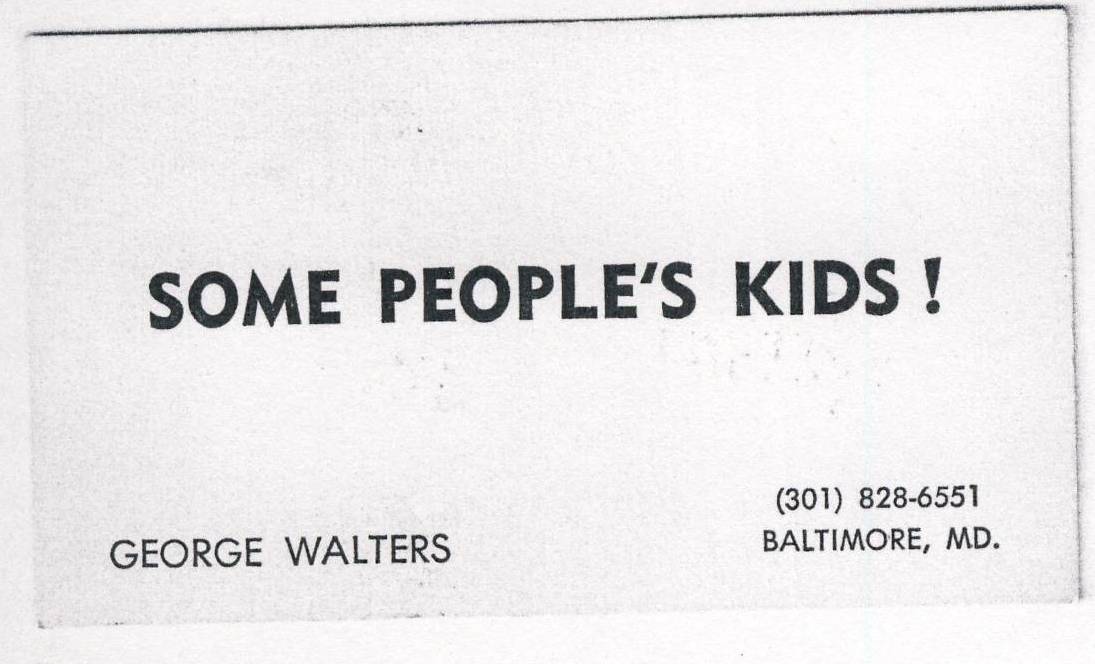 SOME PEOPLE'S KIDS !
GEORGE WALTERS
(301) 828-6551
BALTIMORE, MD.